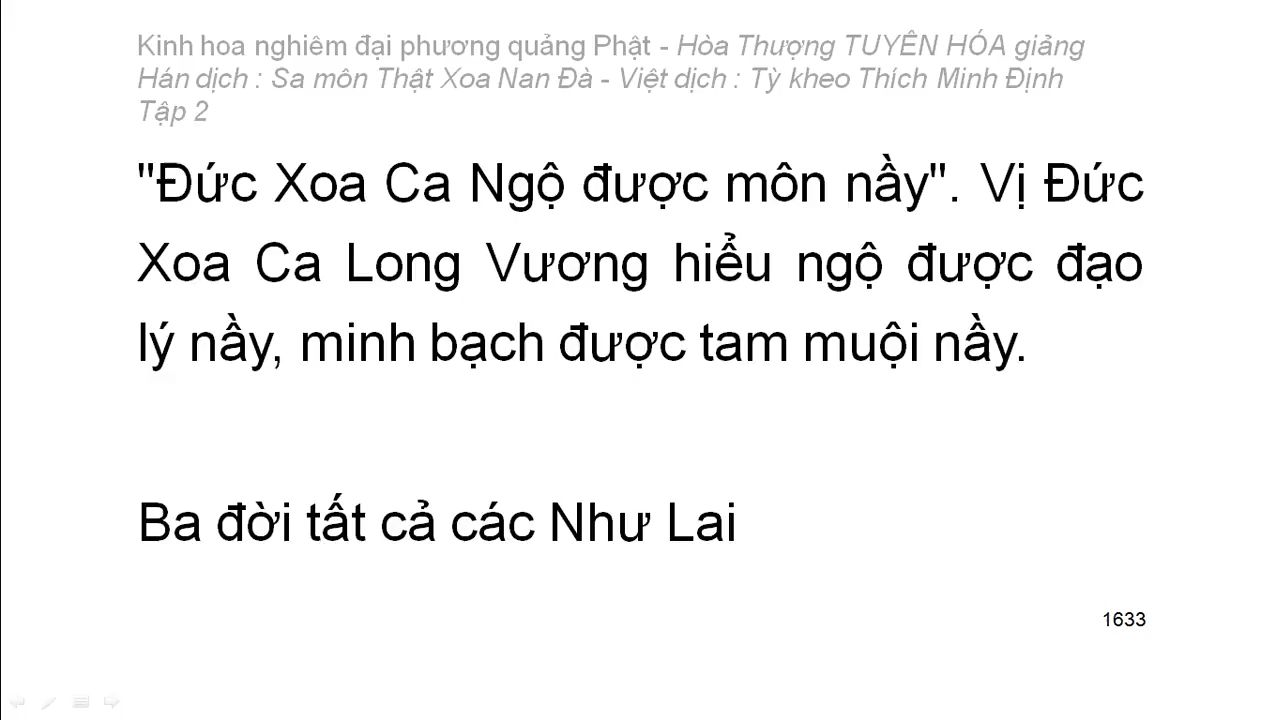 Kinh hoa nghiêm đại phương quảng Phật - Hòa Thượng TUYÊN HÓA giảng
Hán dịch : Sa môn Thật Xoa Nan Đà - Việt dịch : Tỳ kheo Thích Minh Định
Tập 2
"Đức Xoa Ca Ngộ được môn nầy". Vị Đức
Xoa Ca Long Vương hiểu ngộ được đạo
lý nầy, minh bạch được tam muội nầy.
Ba đời tất cả các Như Lai
1633